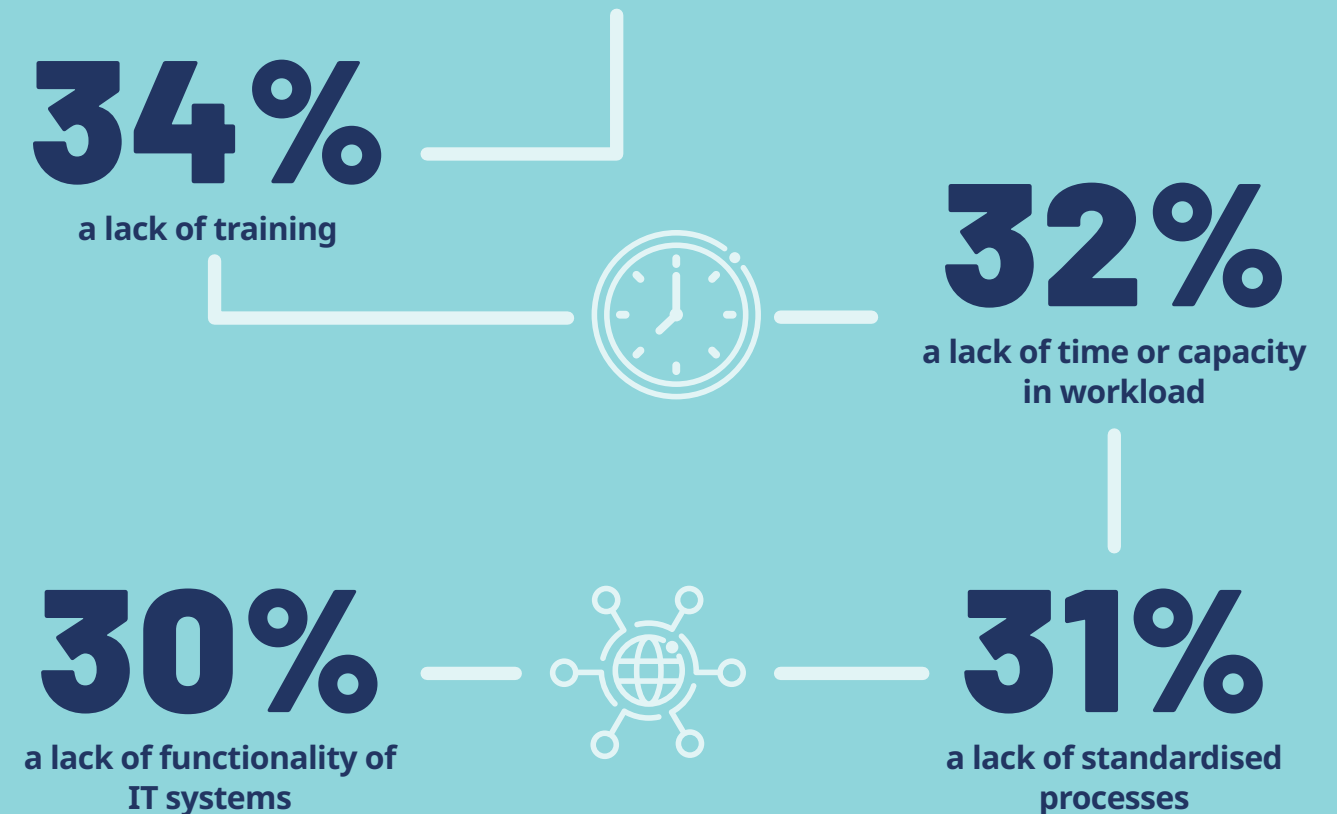 34%
a lack of training
32%
a lack of time or capacity
in workload
31%
a lack of standardised
processes
30%
a lack of functionality of
IT systems